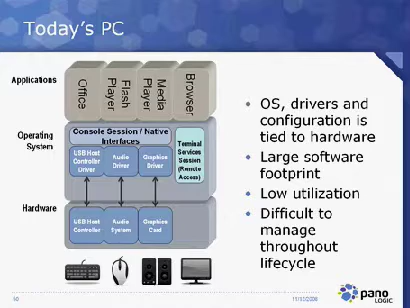 Today's PC
Applications
Office
Flash Player
Media Player
Browser
Operating
System
Console Session / Native
Interfaces
USB Host
Controller
Driver
Audio
Driver
Graphics
Driver
Terminal
Services
Session
(Remote
Access)
Hardware
USB Host
Controller
Audio
System
Graphics
Card
• OS, drivers and
configuration is
tied to hardware
• Large software
footprint
• Low utilization
• Difficult to
manage
throughout
lifecycle
pano
LOGIC